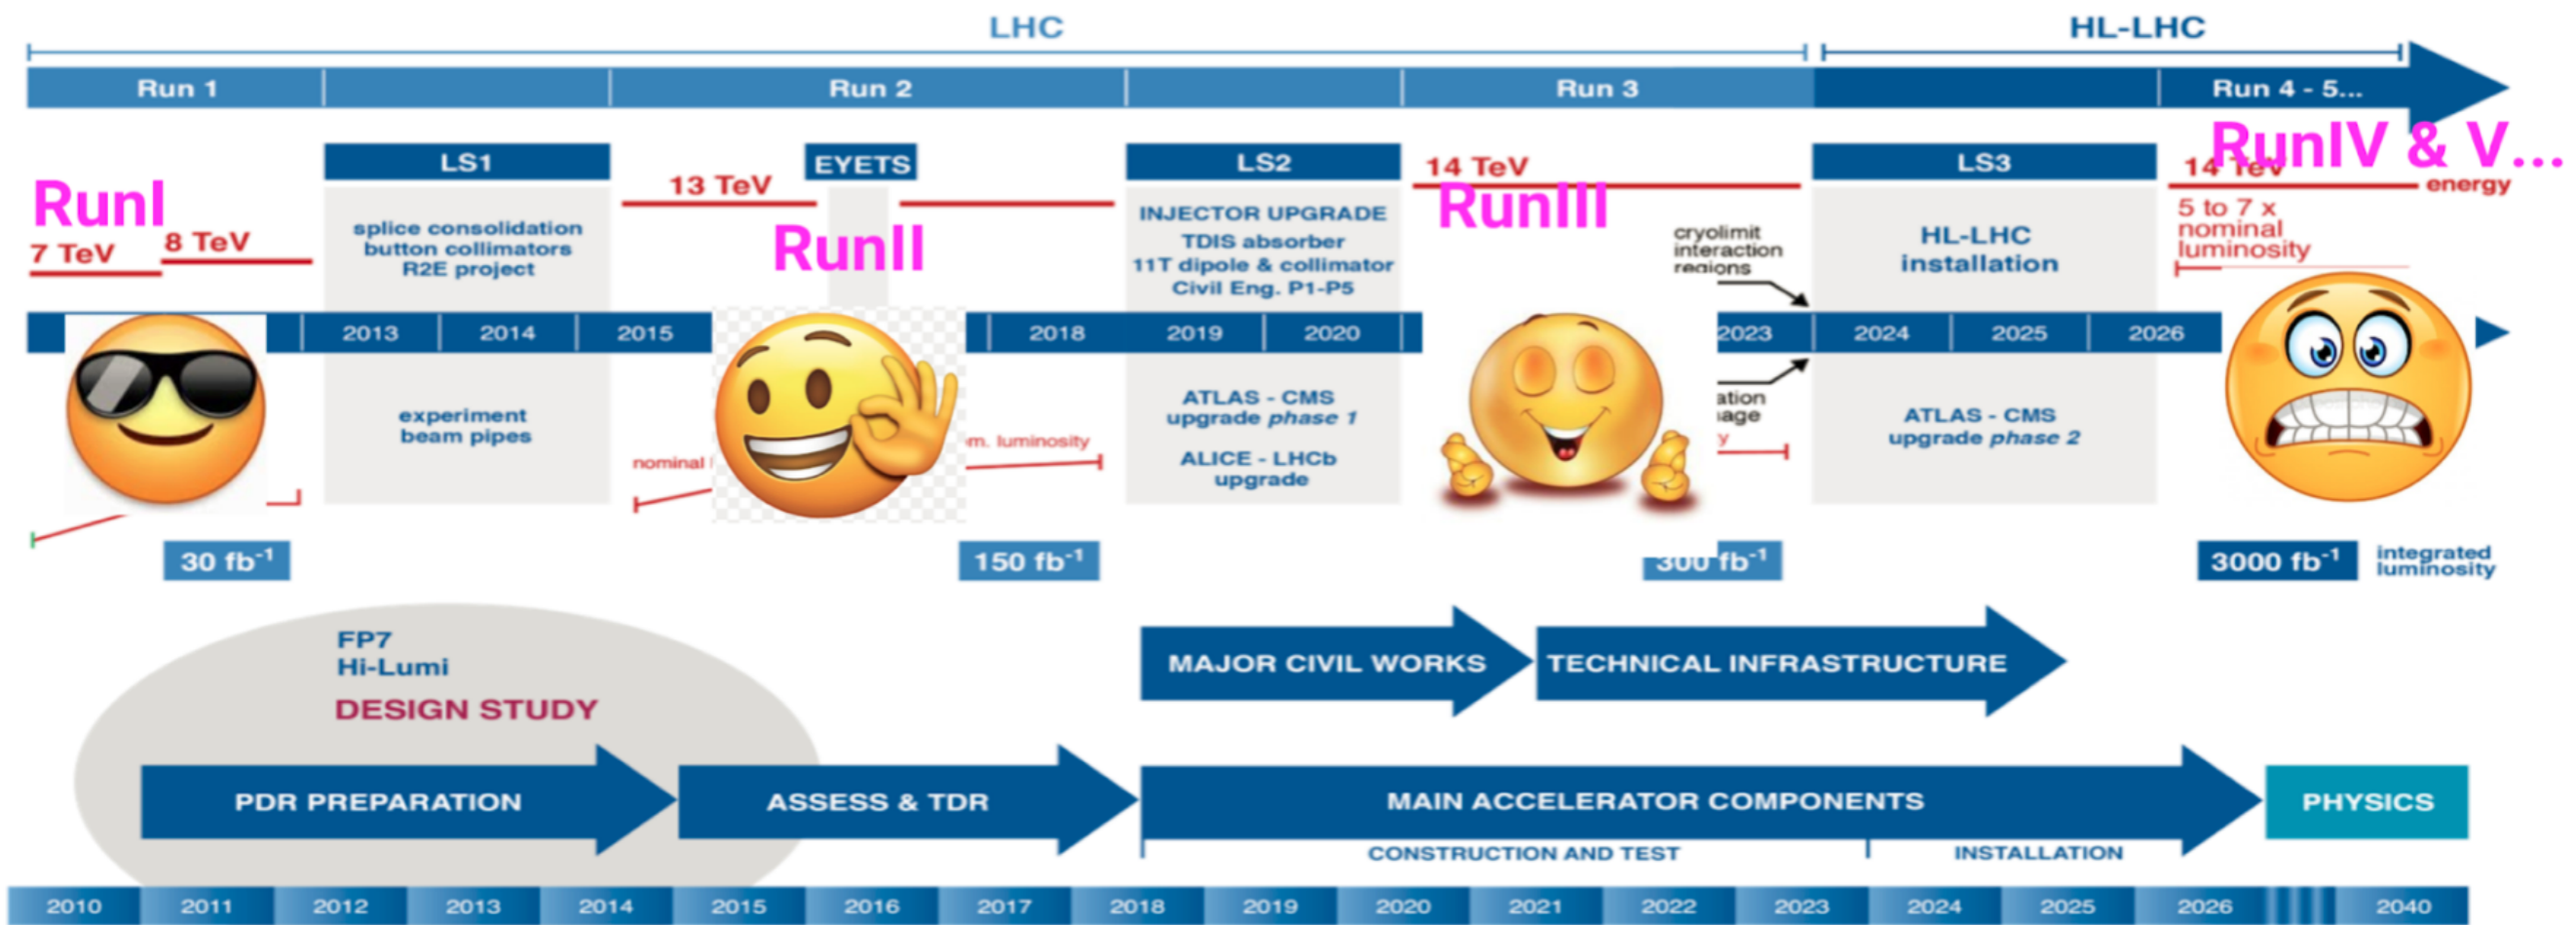 LHC
HL-LHC
Run 1
Run 2
Run 3
Run 4 - 5...
RunI
7 TeV
8 TeV
LS1
splice consolidation
button collimators
R2E project
13 TeV
EYETS
RunII
LS2
INJECTOR UPGRADE
TDIS absorber
11T dipole & collimator
Civil Eng. P1-P5
14 TeV
RunIII
cryolimit
interaction
regions
LS3
HL-LHC
installation
RunIV & V...
14 TeV
energy
5 to 7 x
nominal
luminosity
2013
2014
2015
2018
2019
2020
2023
2024
2025
2026
experiment
beam pipes
nominal
m. luminosity
ATLAS - CMS
upgrade phase 1
ALICE - LHCb
upgrade
ATLAS - CMS
upgrade phase 2
30 fb⁻¹
150 fb⁻¹
300 fb⁻¹
3000 fb⁻¹
integrated
luminosity
FP7
Hi-Lumi
DESIGN STUDY
MAJOR CIVIL WORKS
TECHNICAL INFRASTRUCTURE
PDR PREPARATION
ASSESS & TDR
MAIN ACCELERATOR COMPONENTS
PHYSICS
CONSTRUCTION AND TEST
INSTALLATION
2010
2011
2012
2013
2014
2015
2016
2017
2018
2019
2020
2021
2022
2023
2024
2025
2026
2040